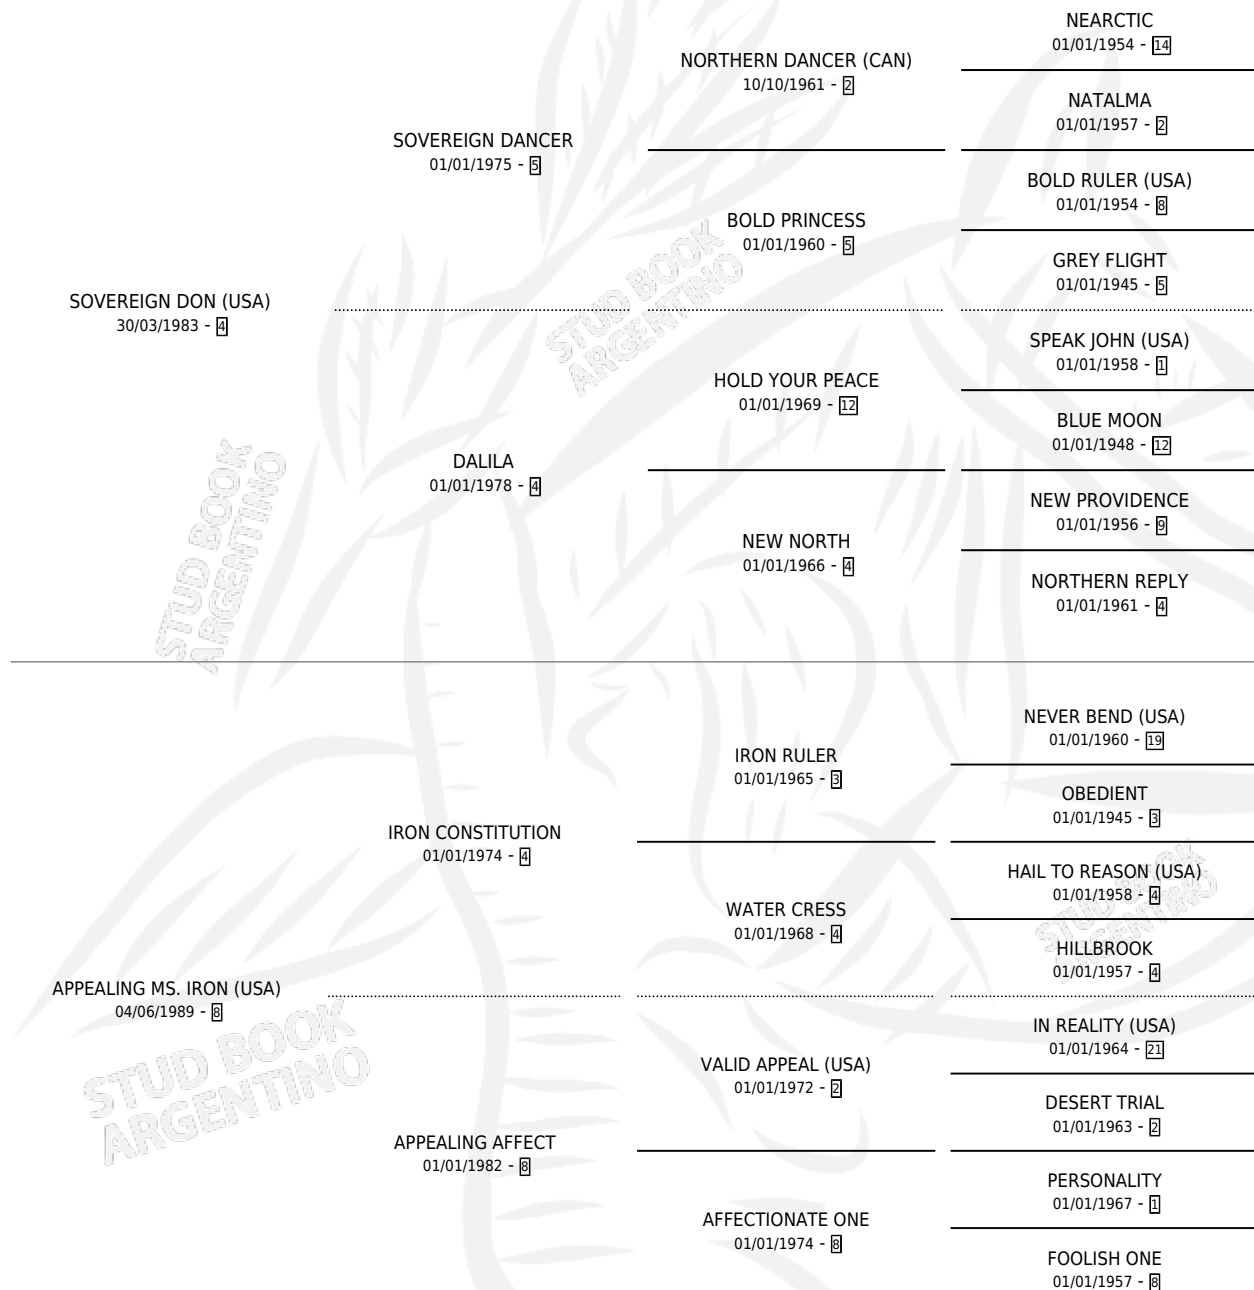 NEARCTIC
01/01/1954 - 14
NORTHERN DANCER (CAN)
10/10/1961 - 2
NATALMA
01/01/1957 - 2
SOVEREIGN DANCER
01/01/1975 - 5
BOLD RULER (USA)
01/01/1954 - 8
BOLD PRINCESS
01/01/1960 - 5
GREY FLIGHT
01/01/1945 - 5
SOVEREIGN DON (USA)
30/03/1983 - 4
SPEAK JOHN (USA)
01/01/1958 - 1
HOLD YOUR PEACE
01/01/1969 - 12
BLUE MOON
01/01/1948 - 12
DALILA
01/01/1978 - 4
NEW PROVIDENCE
01/01/1956 - 9
NEW NORTH
01/01/1966 - 4
NORTHERN REPLY
01/01/1961 - 4
STUD BOOK
ARGENTINO
STUD BOOK
ARGENTINO
NEVER BEND (USA)
01/01/1960 - 19
IRON RULER
01/01/1965 - 3
OBEDIENT
01/01/1945 - 3
IRON CONSTITUTION
01/01/1974 - 4
HAIL TO REASON (USA)
01/01/1958 - 4
WATER CRESS
01/01/1968 - 4
HILLBROOK
01/01/1957 - 4
APPEALING MS. IRON (USA)
04/06/1989 - 8
IN REALITY (USA)
01/01/1964 - 21
VALID APPEAL (USA)
01/01/1972 - 2
DESERT TRIAL
01/01/1963 - 2
APPEALING AFFECT
01/01/1982 - 8
PERSONALITY
01/01/1967 - 1
AFFECTIONATE ONE
01/01/1974 - 8
FOOLISH ONE
01/01/1957 - 8
STUD BOOK
ARGENTINO
STUD BOOK
ARGENTINO